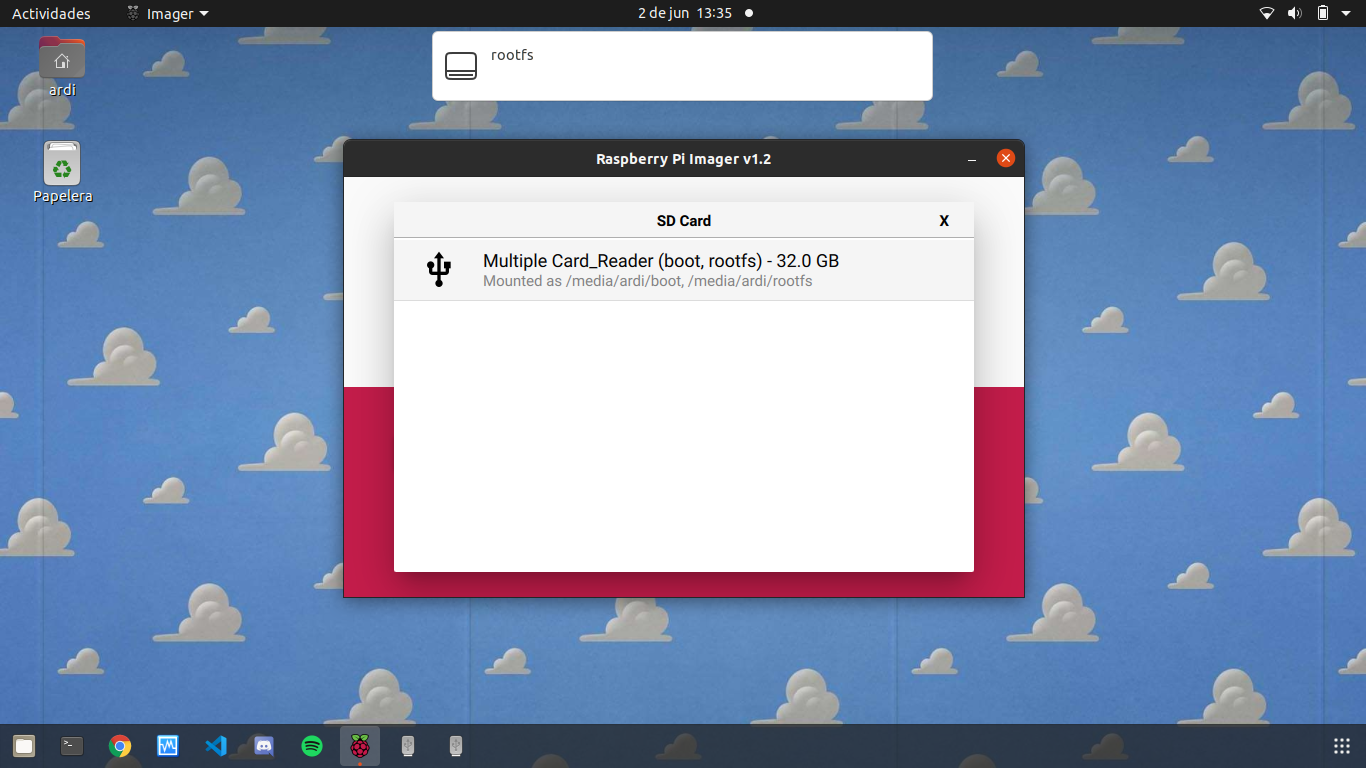 Actividades
Imager
2 de jun 13:35
rootfs
ardi
Papelera
Raspberry Pi Imager v1.2
SD Card
X
Multiple Card_Reader (boot, rootfs) - 32.0 GB
Mounted as /media/ardi/boot, /media/ardi/rootfs